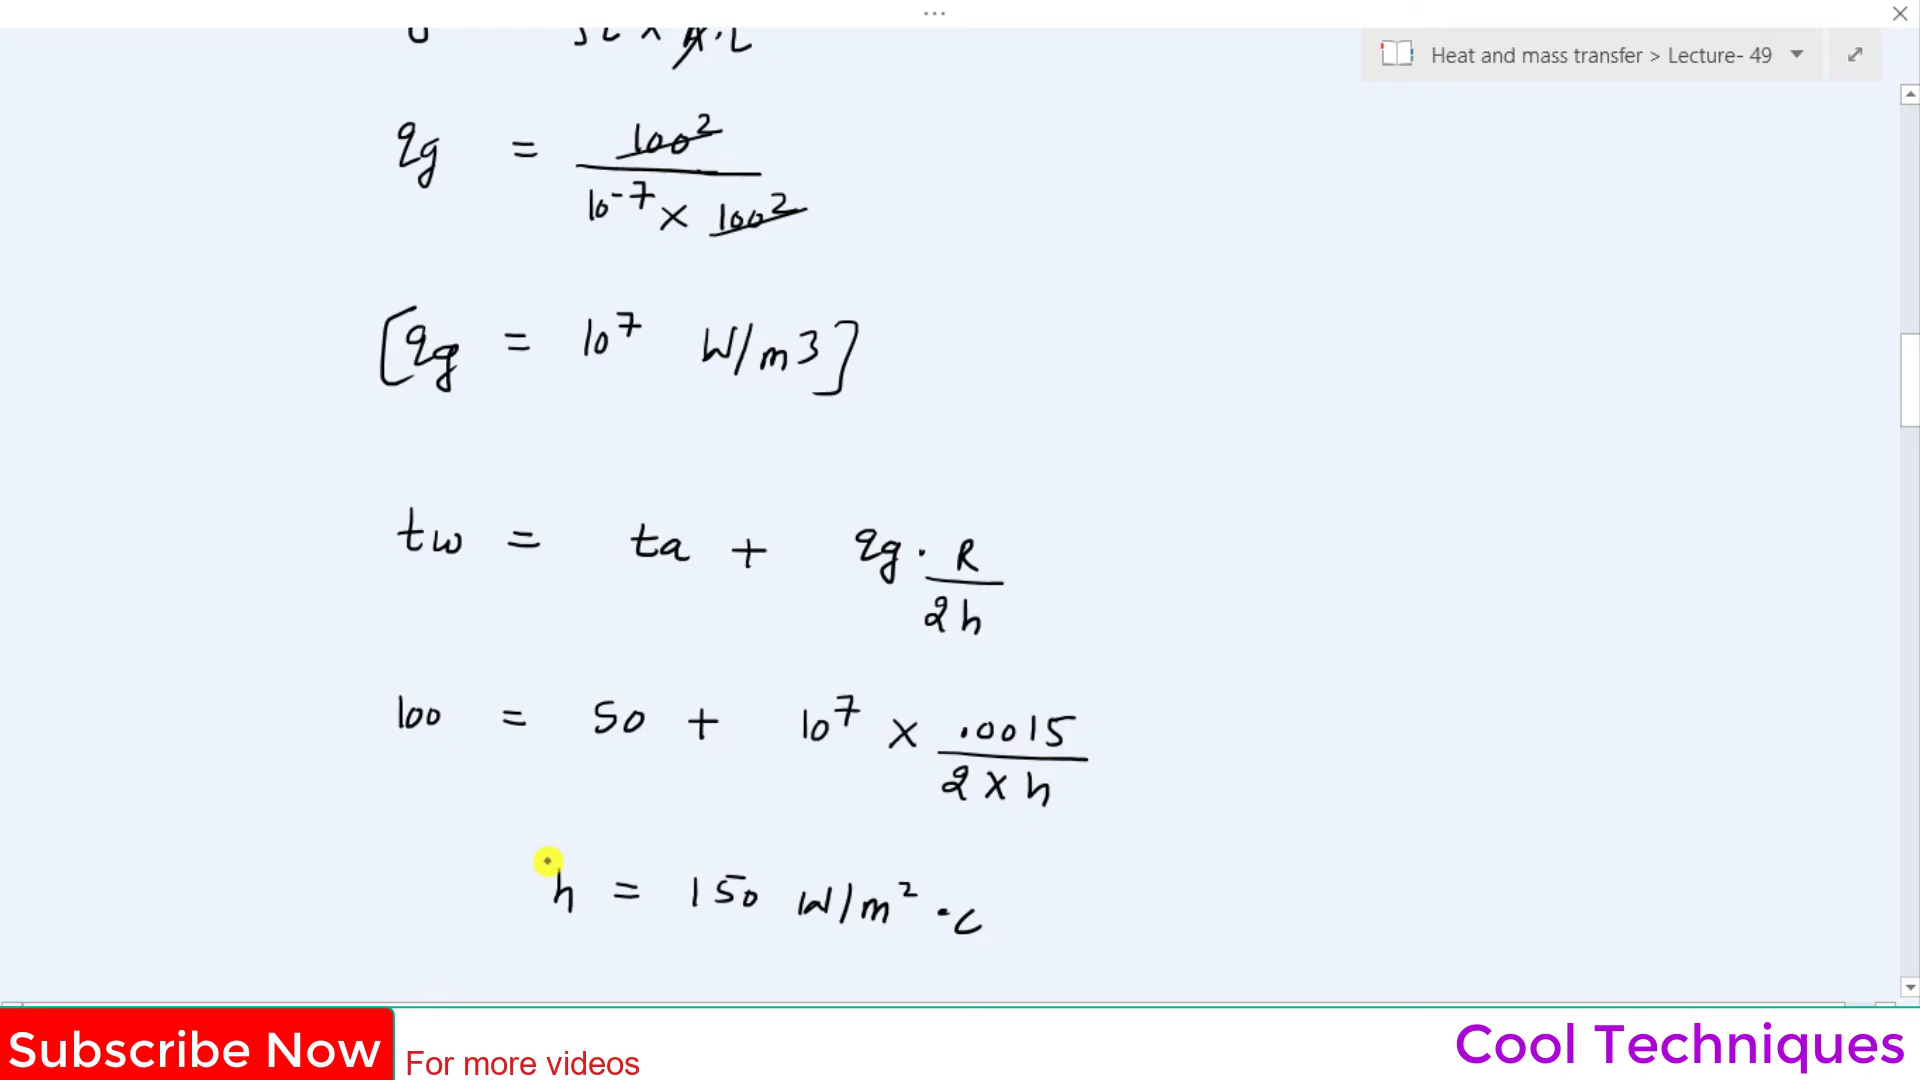 Heat and mass transfer > Lecture- 49
qg = 100² / 10⁻⁷ × 100²
[qg = 10⁷ W/m3]
tw = ta + qg · R / 2h
100 = 50 + 10⁷ × .0015 / 2 × h
h = 150 W/m² °C
Subscribe Now
For more videos
Cool Techniques